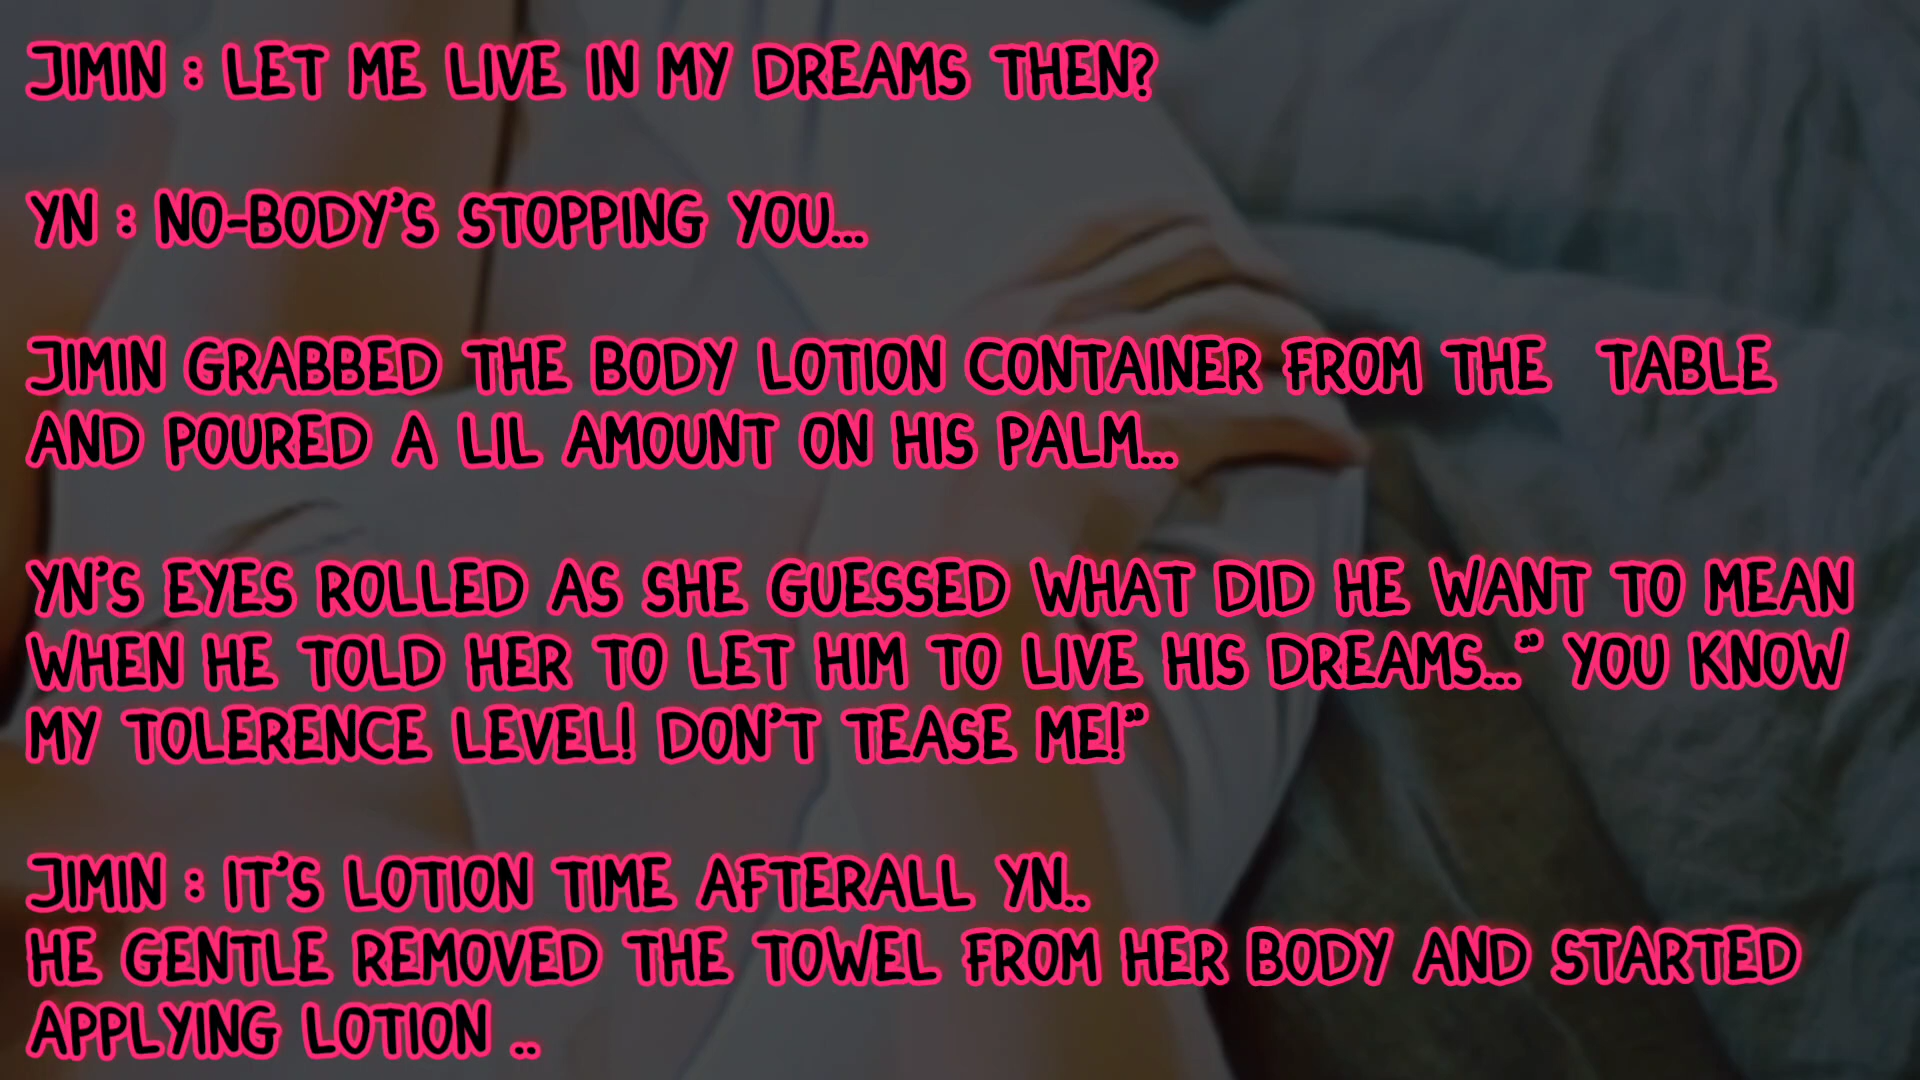 JIMIN : LET ME LIVE IN MY DREAMS THEN?
YN : NO-BODY'S STOPPING YOU...
JIMIN GRABBED THE BODY LOTION CONTAINER FROM THE TABLE
AND POURED A LIL AMOUNT ON HIS PALM...
YN'S EYES ROLLED AS SHE GUESSED WHAT DID HE WANT TO MEAN
WHEN HE TOLD HER TO LET HIM TO LIVE HIS DREAMS..." YOU KNOW
MY TOLERENCE LEVEL! DON'T TEASE ME!"
JIMIN : IT'S LOTION TIME AFTERALL YN..
HE GENTLE REMOVED THE TOWEL FROM HER BODY AND STARTED
APPLYING LOTION ..